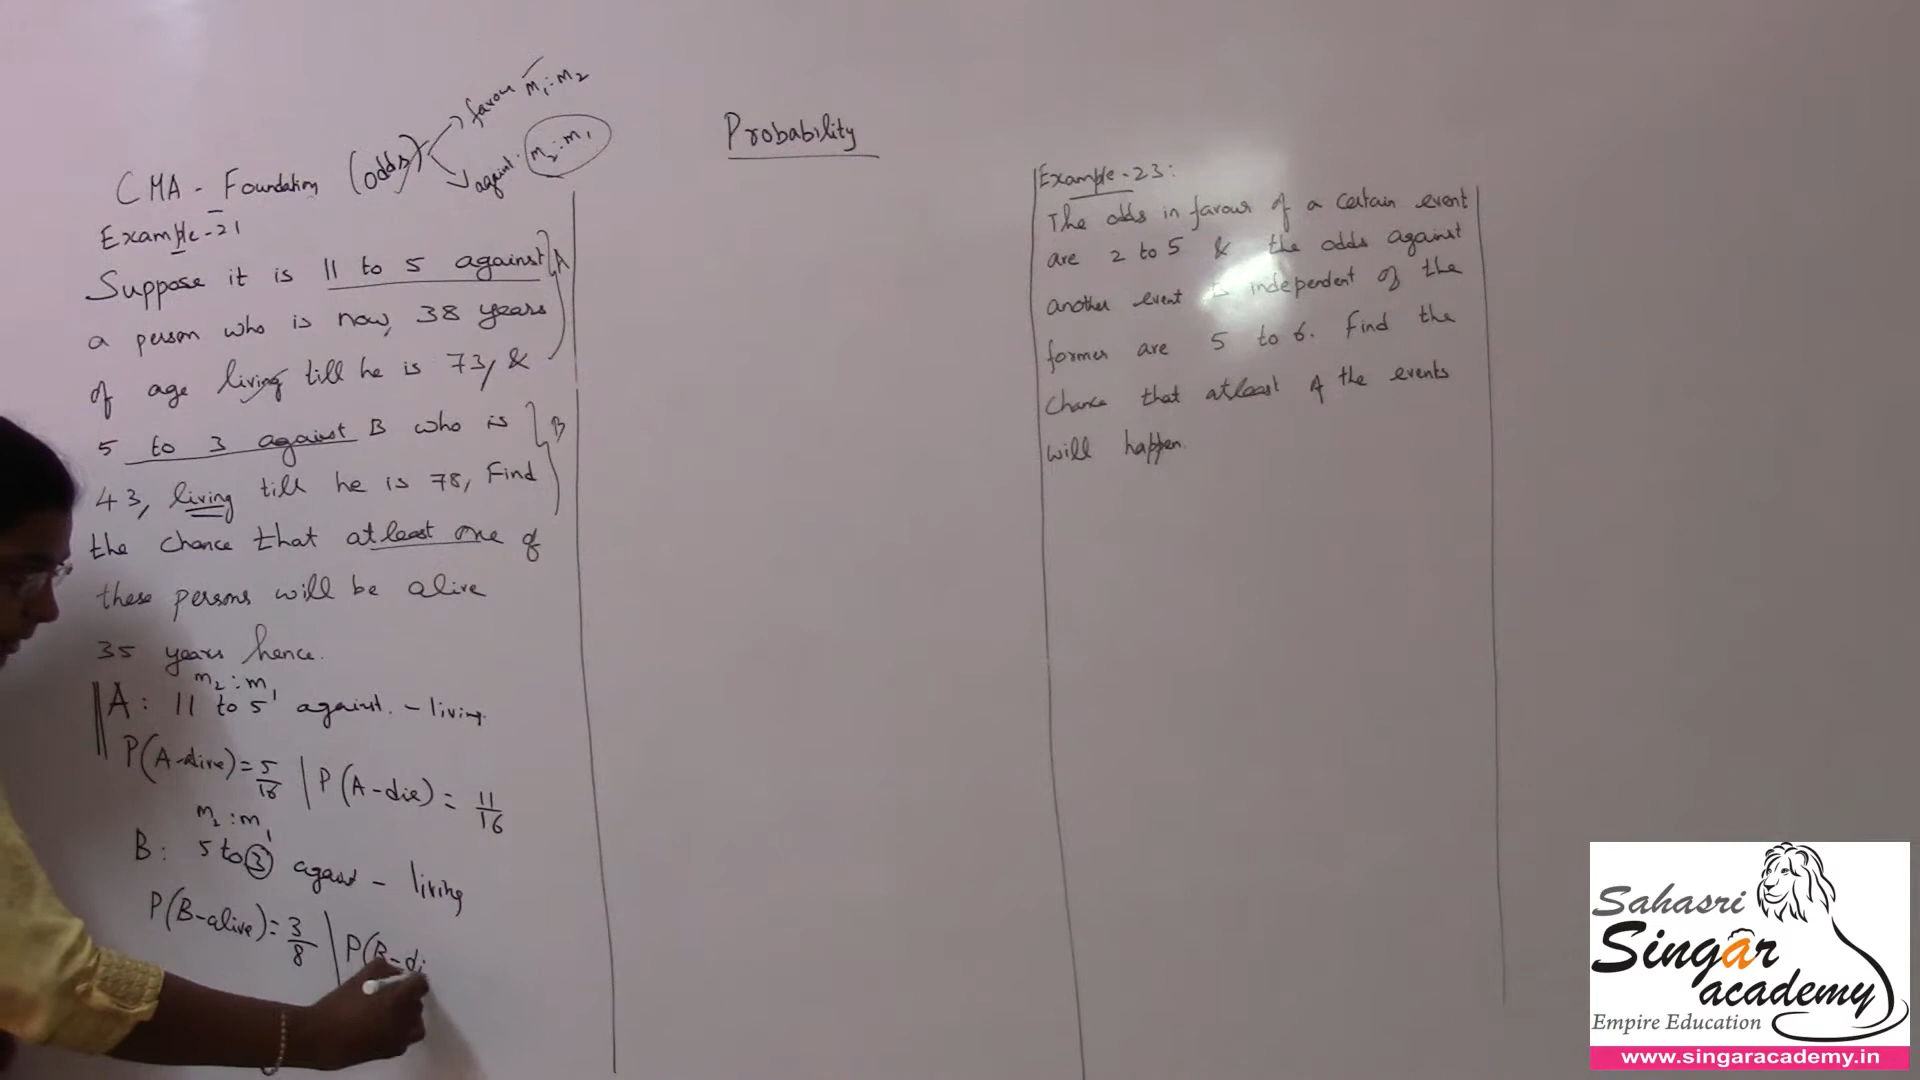 favour m1:m2
CMA - Foundation (odds)
against: m2:m1
Example-21
Suppose it is 11 to 5 against
A
a person who is now, 38 years
of age living till he is 73, &
5 to 3 against B who is
B
43, living till he is 78, Find
the chance that atleast one of
these persons will be alive
35 years hence.
m2:m1
A: 11 to 5 against. - living.
P(A-alive)=5/16 | P(A-die) = 11/16
m2:m1
B: 5 to 3 against - living
P(B-alive)=3/8 | P(B-di
Probability
Example-23:
The odds in favour of a certain event
are 2 to 5 & the odds against
another event independent of the
former are 5 to 6. Find the
chance that atleast of the events
will happen.
Sahasri
Singar
academy
Empire Education
www.singaracademy.in